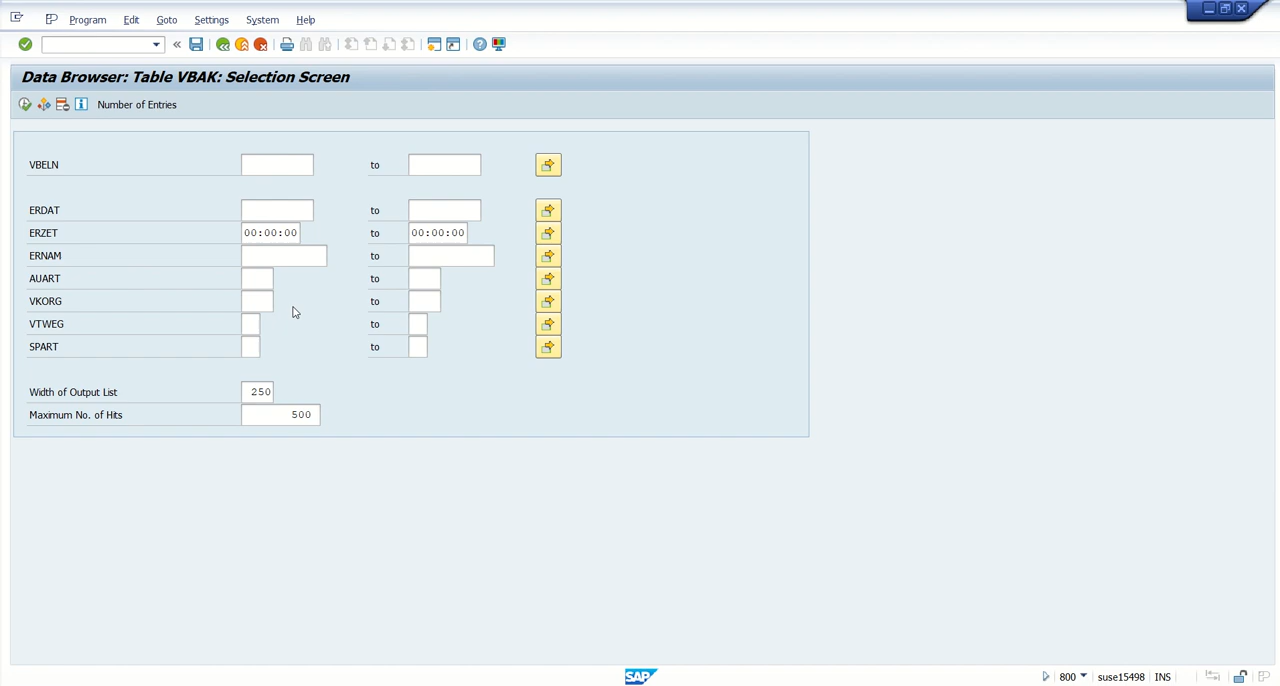 Program Edit Goto Settings System Help
Data Browser: Table VBAK: Selection Screen
Number of Entries
VBELN to
ERDAT to
ERZET 00:00:00 to 00:00:00
ERNAM to
AUART to
VKORG to
VTWEG to
SPART to
Width of Output List 250
Maximum No. of Hits 500
SAP 800 suse15498 INS